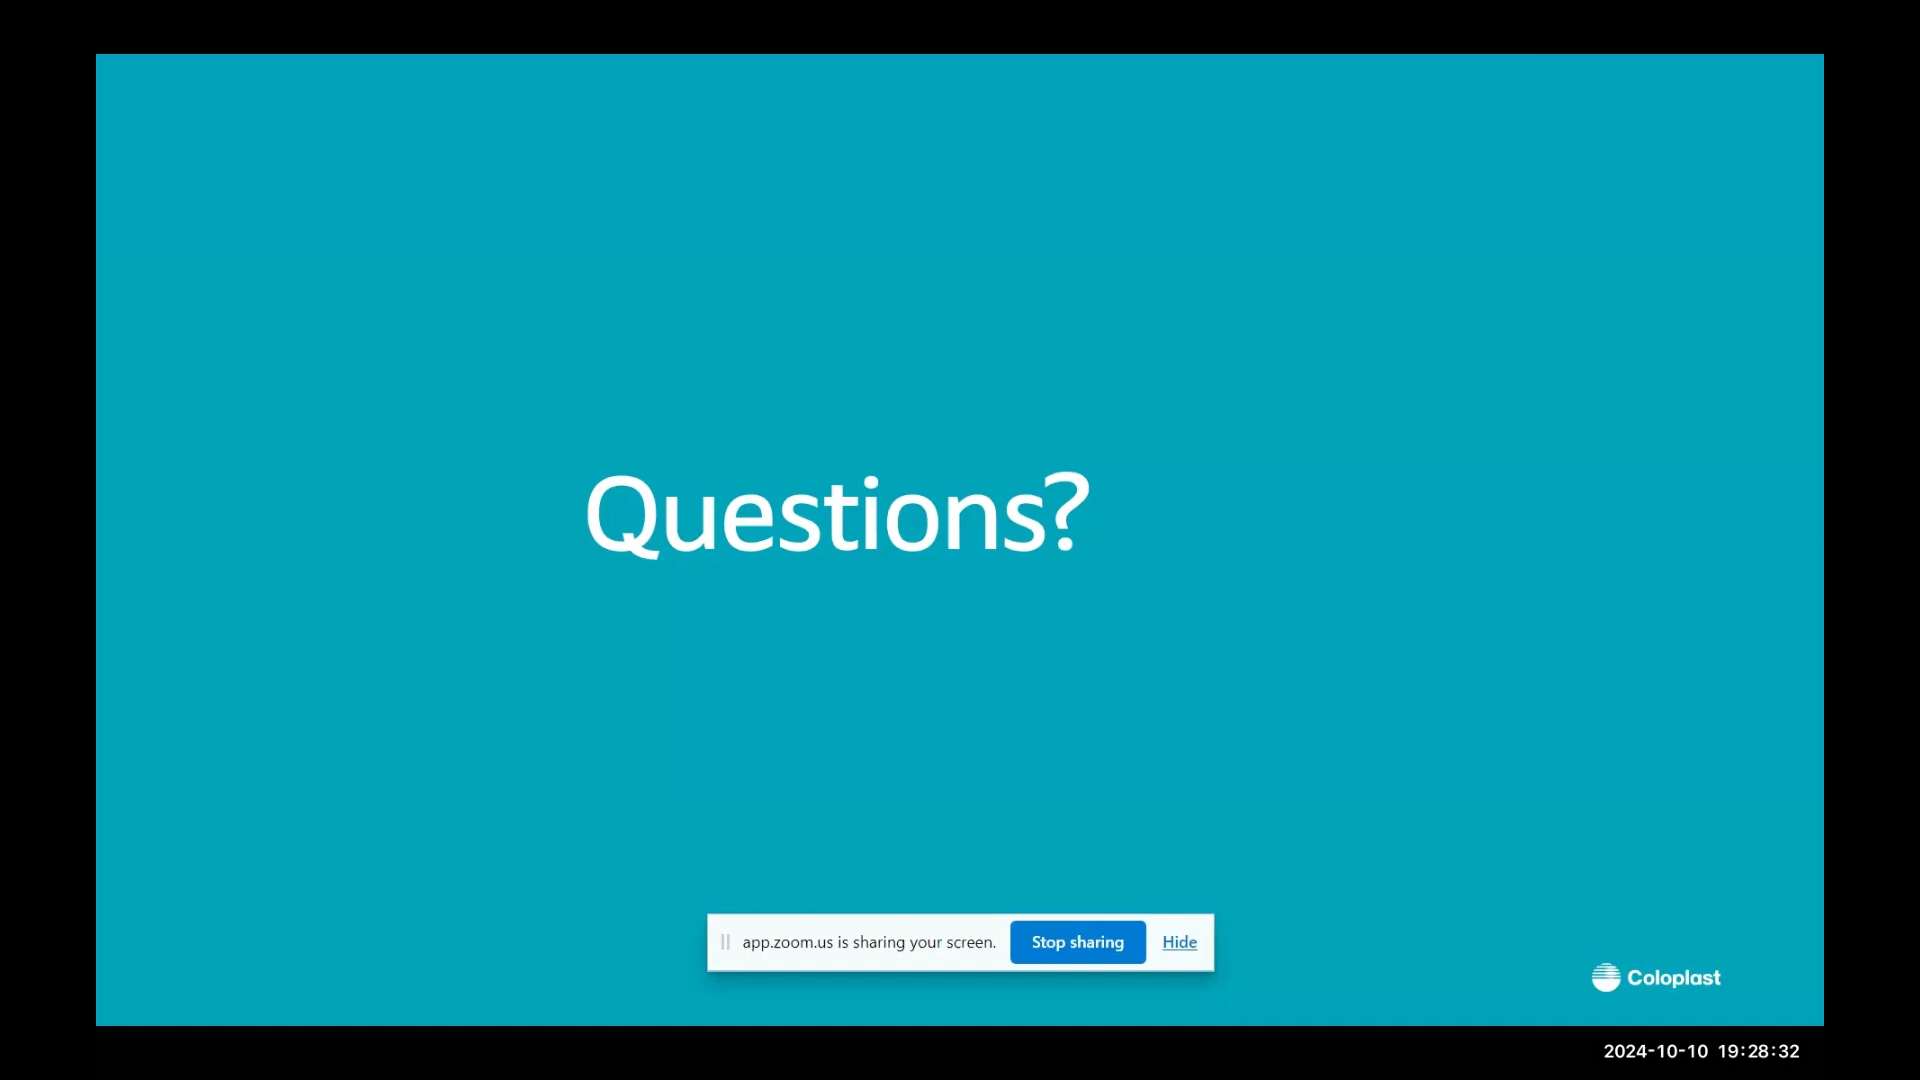 Questions?
app.zoom.us is sharing your screen. Stop sharing Hide
Coloplast
2024-10-10 19:28:32